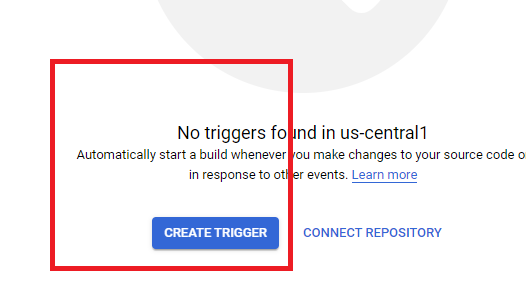 No triggers found in us-central1
Automatically start a build whenever you make changes to your source code or
in response to other events. Learn more
CREATE TRIGGER CONNECT REPOSITORY